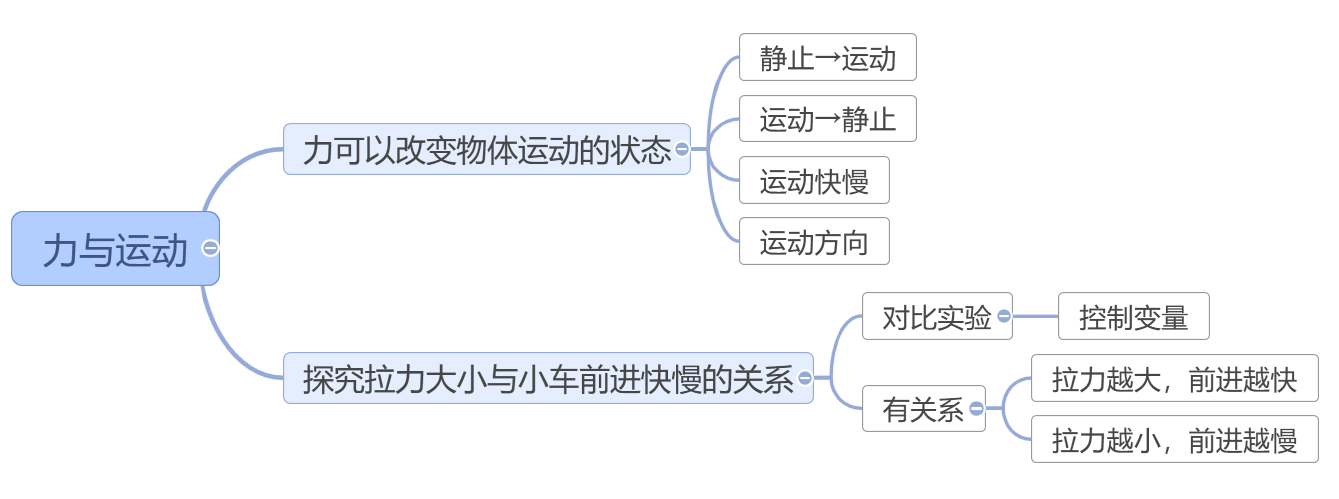 力与运动
力可以改变物体运动的状态
静止→运动
运动→静止
运动快慢
运动方向
探究拉力大小与小车前进快慢的关系
对比实验
控制变量
有关系
拉力越大，前进越快
拉力越小，前进越慢